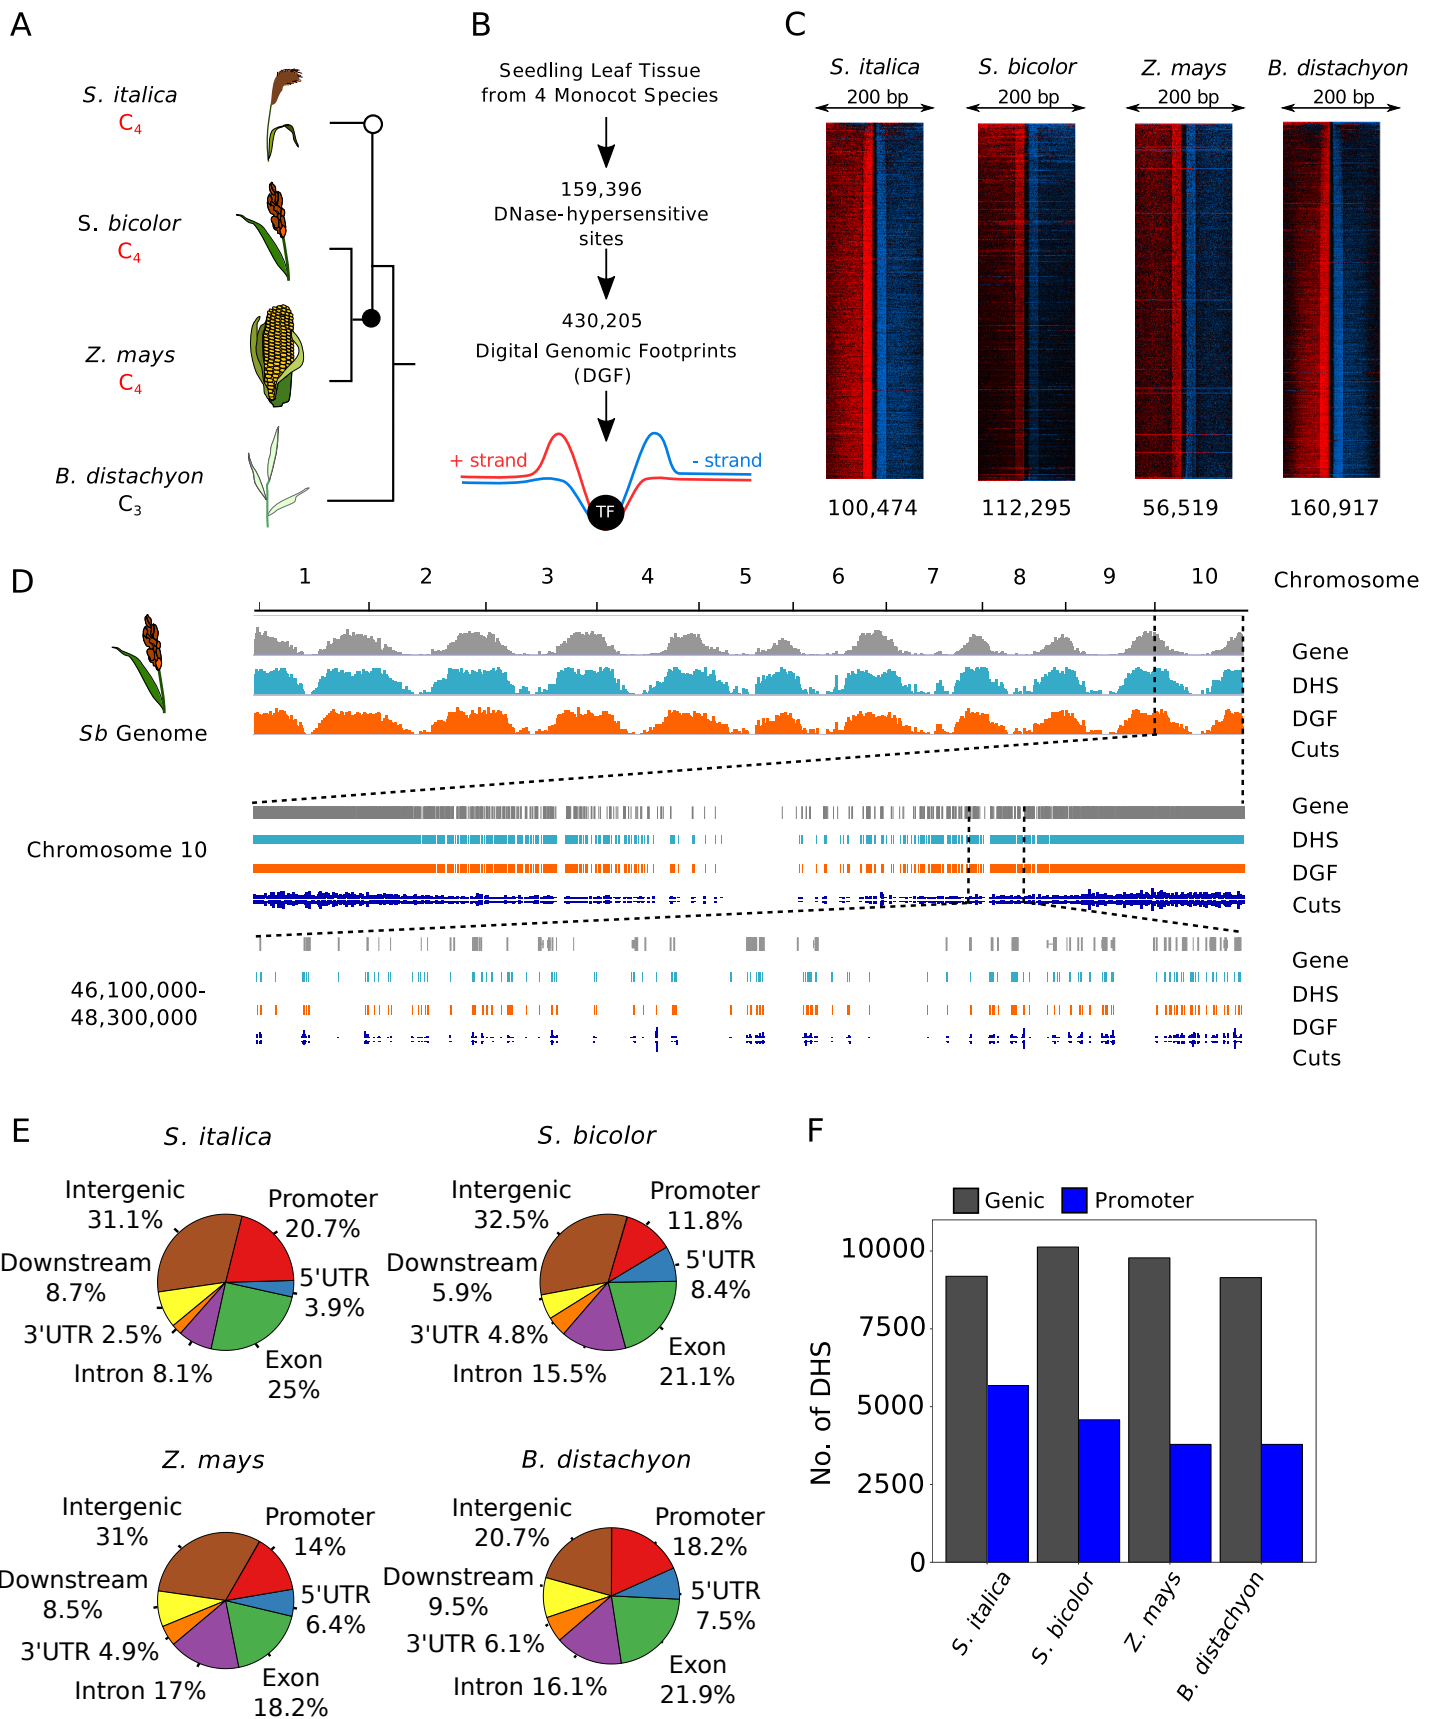 A
S. italica
C4
S. bicolor
C4
Z. mays
C4
B. distachyon
C3
B
Seedling Leaf Tissue
from 4 Monocot Species
159,396
DNase-hypersensitive
sites
430,205
Digital Genomic Footprints
(DGF)
+ strand
- strand
TF
C
S. italica
S. bicolor
Z. mays
B. distachyon
200 bp
200 bp
200 bp
200 bp
100,474
112,295
56,519
160,917
D
1 2 3 4 5 6 7 8 9 10
Chromosome
Sb Genome
Gene
DHS
DGF
Cuts
Chromosome 10
Gene
DHS
DGF
Cuts
46,100,000-
48,300,000
Gene
DHS
DGF
Cuts
E
S. italica
Intergenic
31.1%
Promoter
20.7%
Downstream
8.7%
5'UTR
3.9%
3'UTR 2.5%
Intron 8.1%
Exon
25%
S. bicolor
Intergenic
32.5%
Promoter
11.8%
Downstream
5.9%
5'UTR
8.4%
3'UTR 4.8%
Intron 15.5%
Exon
21.1%
Z. mays
Intergenic
31%
Promoter
14%
Downstream
8.5%
5'UTR
6.4%
3'UTR 4.9%
Intron 17%
Exon
18.2%
B. distachyon
Intergenic
20.7%
Promoter
18.2%
Downstream
9.5%
5'UTR
7.5%
3'UTR 6.1%
Intron 16.1%
Exon
21.9%
F
Genic
Promoter
No. of DHS
10000
7500
5000
2500
0
S. italica
S. bicolor
Z. mays
B. distachyon